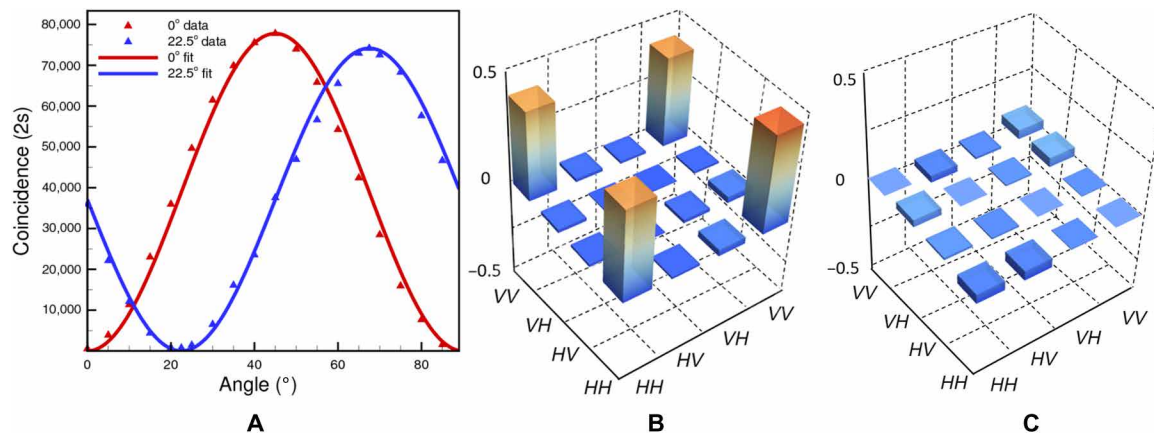 80,000
70,000
60,000
50,000
40,000
30,000
20,000
10,000
Coincidence (2s)
0° data
22.5° data
0° fit
22.5° fit
0
20
40
60
80
Angle (°)
A
0.5
0
−0.5
VV
VH
HV
HH
HH
HV
VH
VV
B
0.5
0
−0.5
VV
VH
HV
HH
HH
HV
VH
VV
C